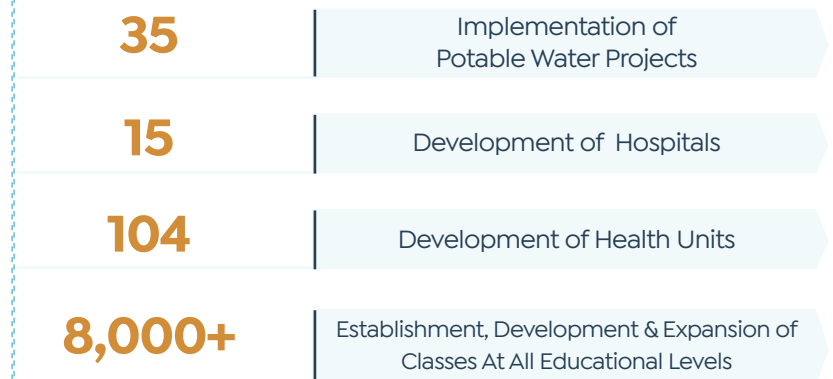 35
Implementation of
Potable Water Projects
15
Development of Hospitals
104
Development of Health Units
8,000+
Establishment, Development & Expansion of
Classes At All Educational Levels